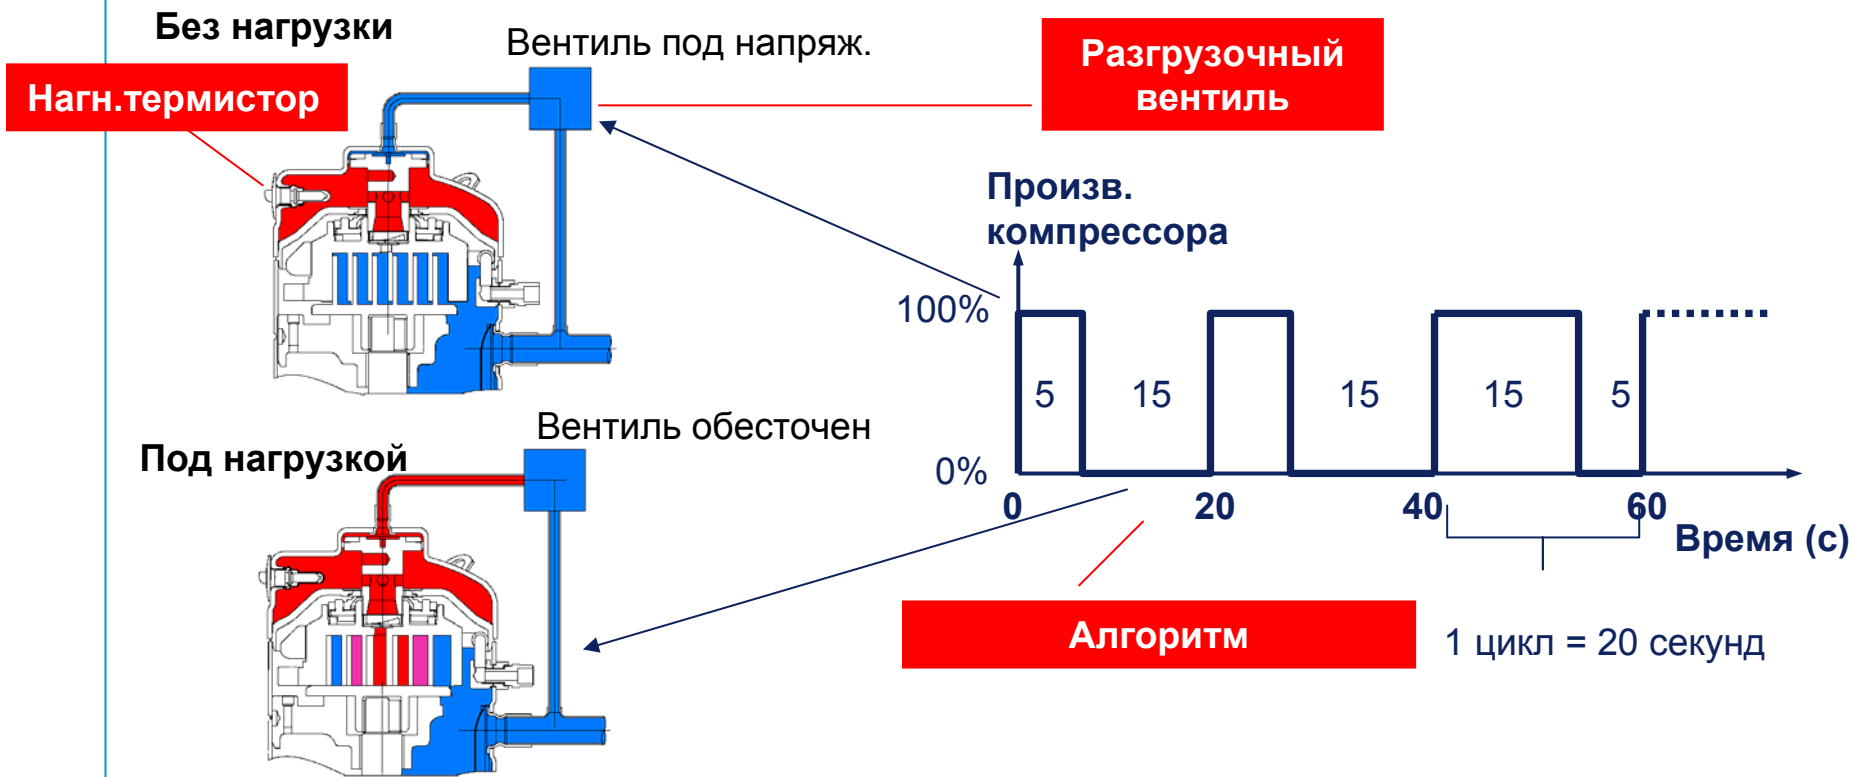 Без нагрузки
Вентиль под напряж.
Разгрузочный
вентиль
Нагн.термистор
Произв.
компрессора
100%
5
15
15
15
5
0%
0
20
40
60
Время (с)
Вентиль обесточен
Под нагрузкой
Алгоритм
1 цикл = 20 секунд